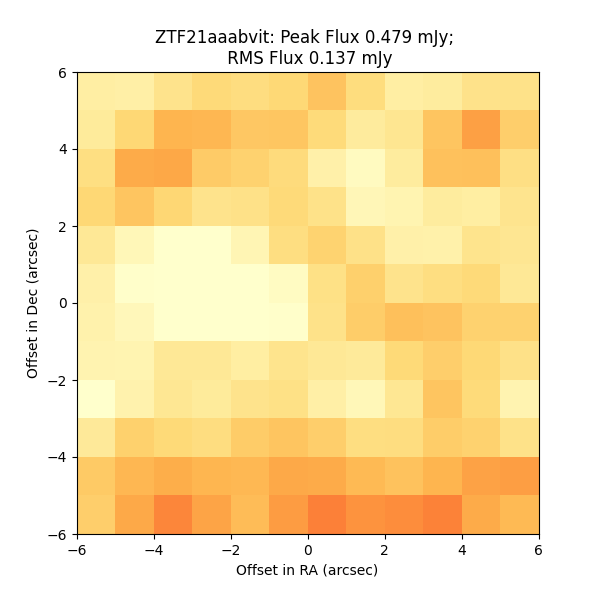 ZTF21aaabvit: Peak Flux 0.479 mJy;
RMS Flux 0.137 mJy
6
4
2
0
−2
−4
−6
Offset in Dec (arcsec)
−6 −4 −2 0 2 4 6
Offset in RA (arcsec)